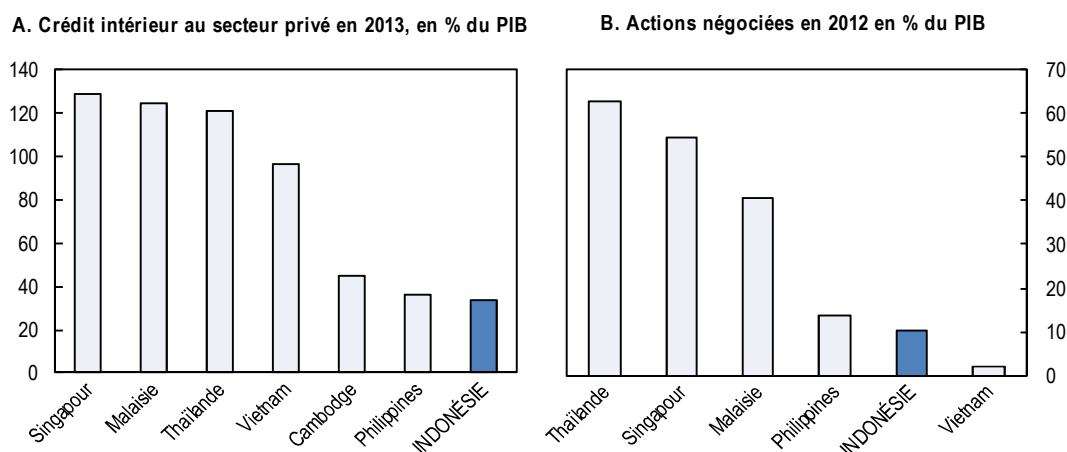 A. Crédit intérieur au secteur privé en 2013, en % du PIB
140
120
100
80
60
40
20
0
Singapour
Malaisie
Thaïlande
Vietnam
Cambodge
Philippines
INDONÉSIE
B. Actions négociées en 2012 en % du PIB
70
60
50
40
30
20
10
0
Thaïlande
Singapour
Malaisie
Philippines
INDONÉSIE
Vietnam